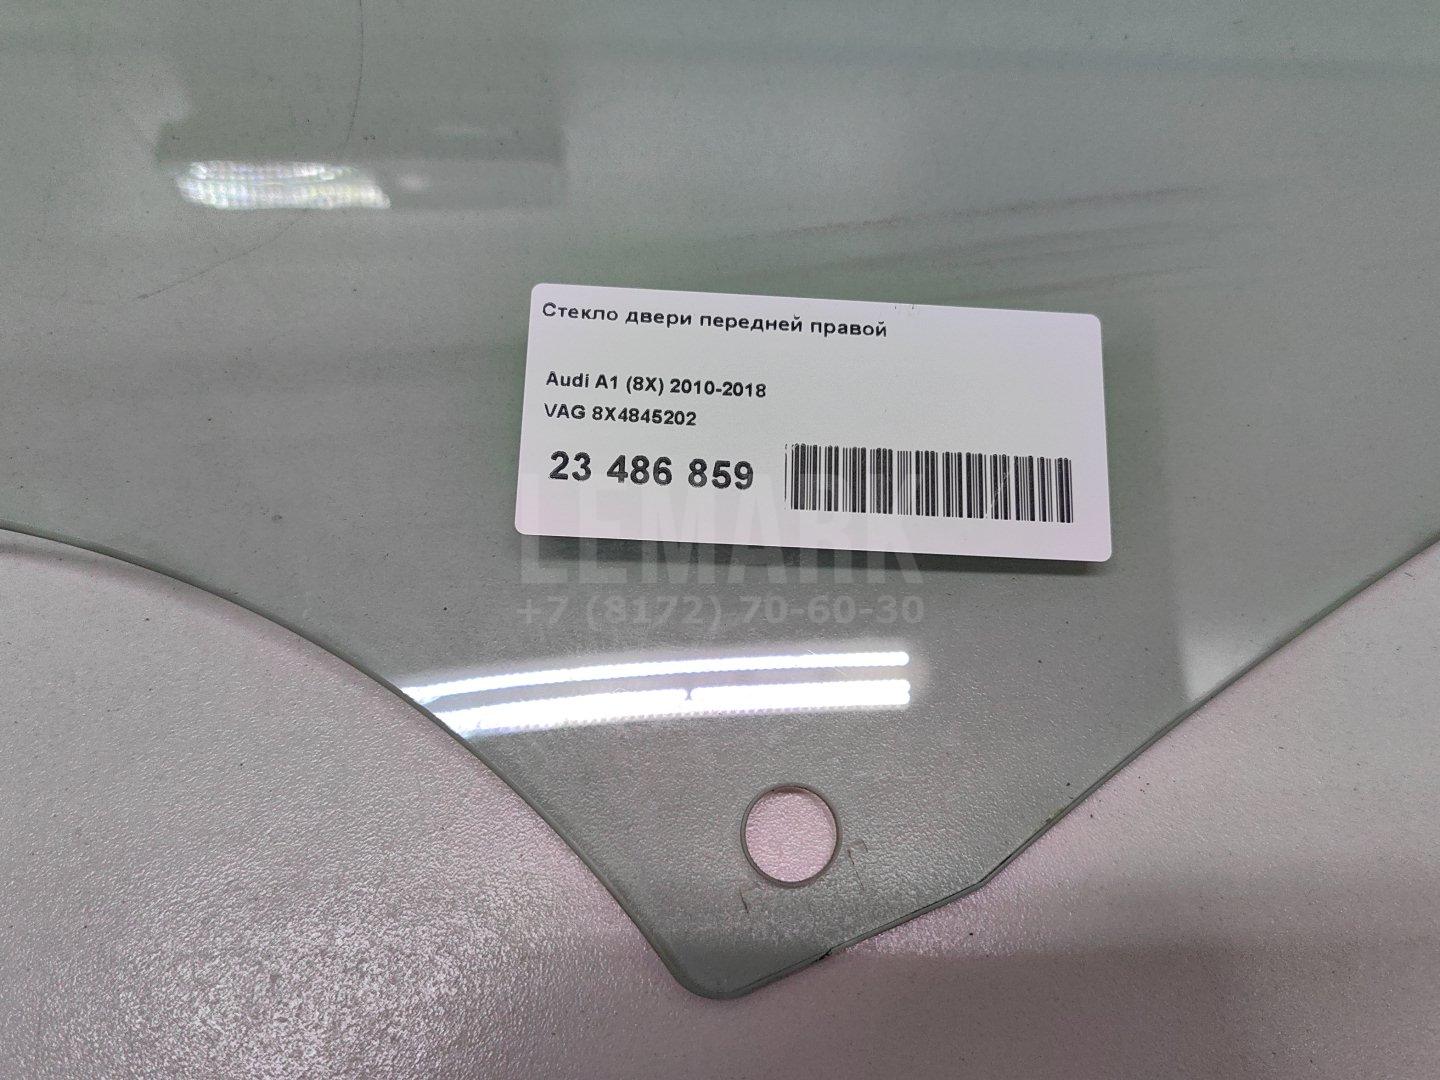 Стекло двери передней правой
Audi A1 (8X) 2010-2018
VAG 8X4845202
23 486 859
LEMARK
+7 (8172) 70-60-30